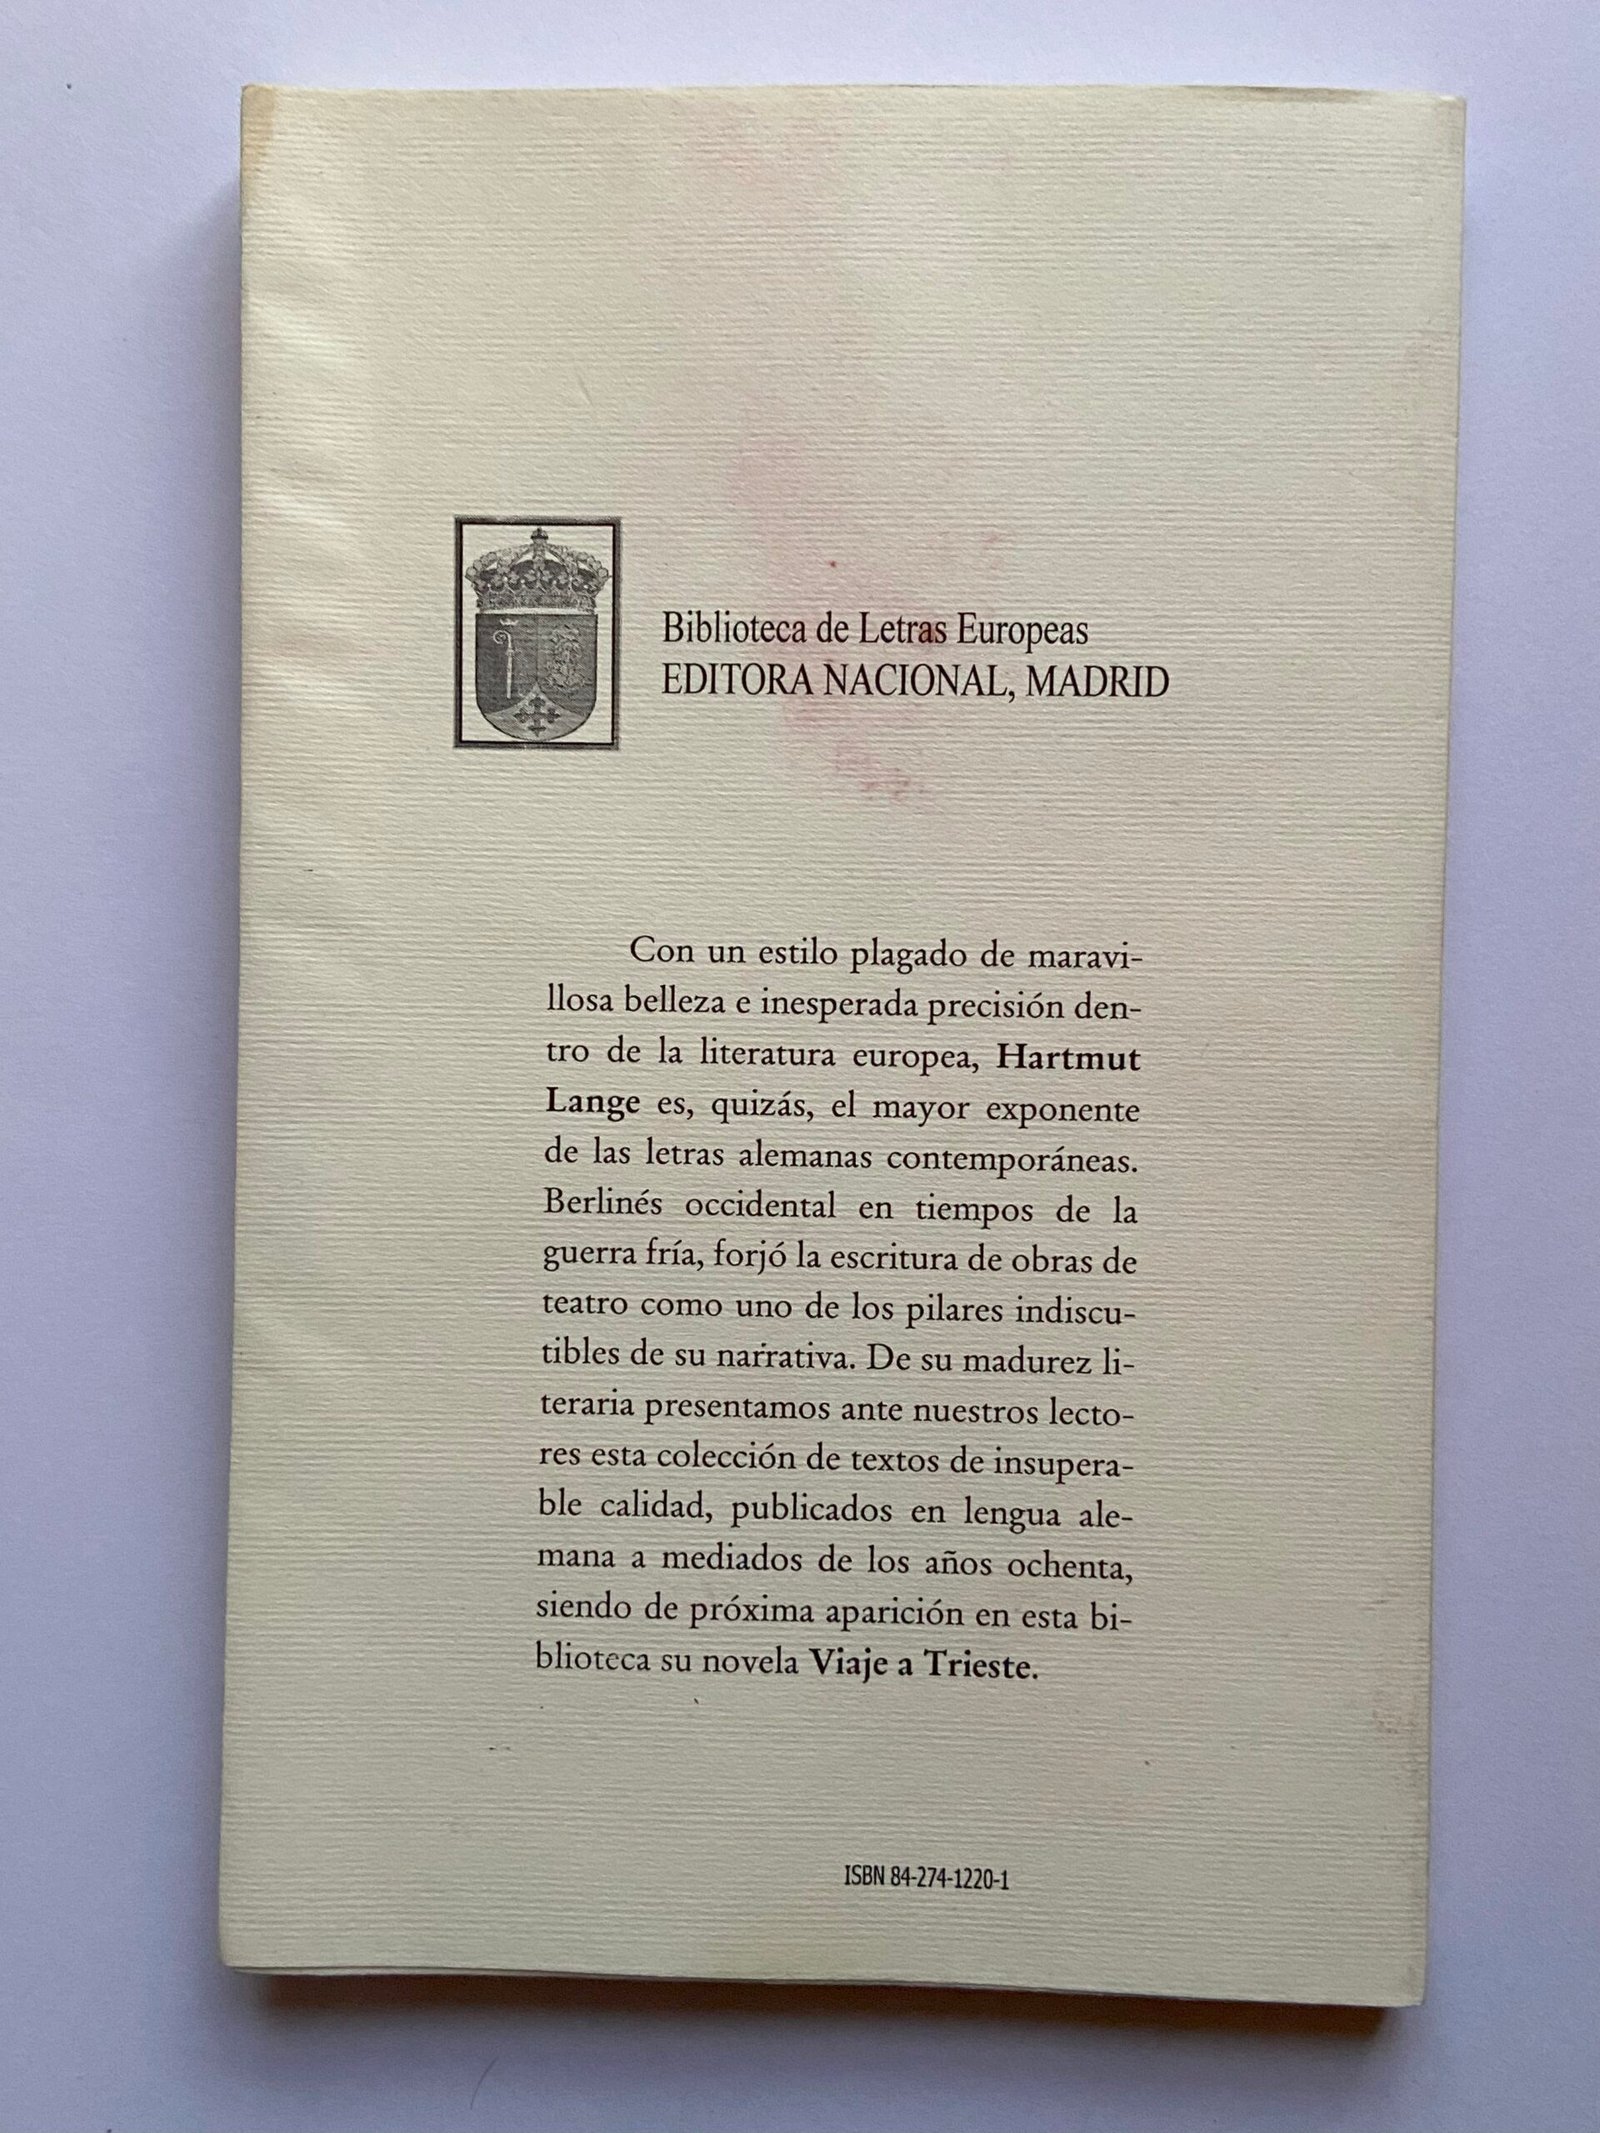 Biblioteca de Letras Europeas
EDITORA NACIONAL, MADRID
Con un estilo plagado de maravi-
llosa belleza e inesperada precisión den-
tro de la literatura europea, Hartmut
Lange es, quizás, el mayor exponente
de las letras alemanas contemporáneas.
Berlinés occidental en tiempos de la
guerra fría, forjó la escritura de obras de
teatro como uno de los pilares indiscu-
tibles de su narrativa. De su madurez li-
teraria presentamos ante nuestros lecto-
res esta colección de textos de insupera-
ble calidad, publicados en lengua ale-
mana a mediados de los años ochenta,
siendo de próxima aparición en esta bi-
blioteca su novela Viaje a Trieste.
ISBN 84-274-1220-1